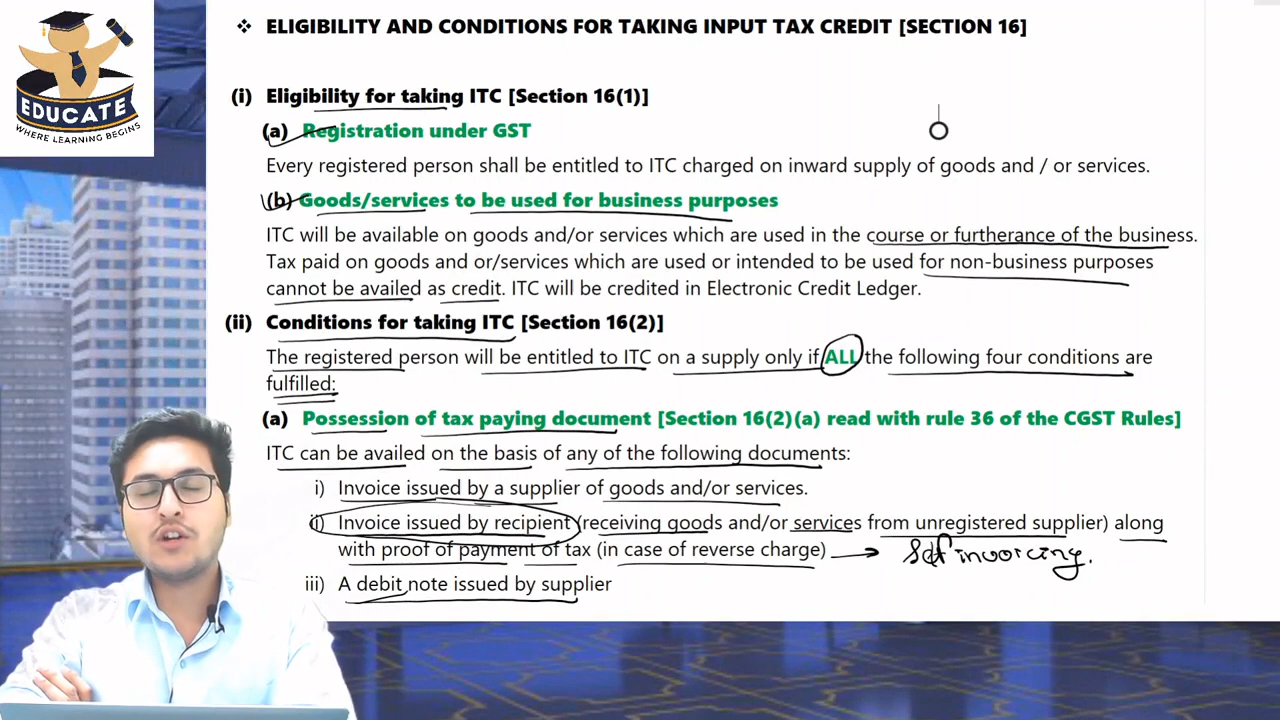 EDUCATE
WHERE LEARNING BEGINS
❖ ELIGIBILITY AND CONDITIONS FOR TAKING INPUT TAX CREDIT [SECTION 16]
(i) Eligibility for taking ITC [Section 16(1)]
(a) Registration under GST
Every registered person shall be entitled to ITC charged on inward supply of goods and / or services.
(b) Goods/services to be used for business purposes
ITC will be available on goods and/or services which are used in the course or furtherance of the business.
Tax paid on goods and or/services which are used or intended to be used for non-business purposes
cannot be availed as credit. ITC will be credited in Electronic Credit Ledger.
(ii) Conditions for taking ITC [Section 16(2)]
The registered person will be entitled to ITC on a supply only if ALL the following four conditions are
fulfilled:
(a) Possession of tax paying document [Section 16(2)(a) read with rule 36 of the CGST Rules]
ITC can be availed on the basis of any of the following documents:
i) Invoice issued by a supplier of goods and/or services.
ii) Invoice issued by recipient (receiving goods and/or services from unregistered supplier) along
with proof of payment of tax (in case of reverse charge) → Self invoicing.
iii) A debit note issued by supplier